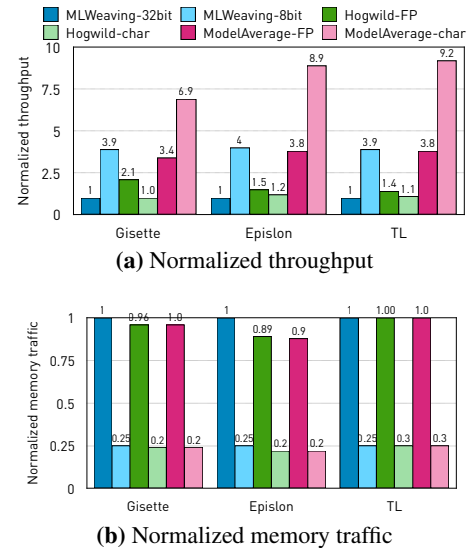 MLWeaving-32bit MLWeaving-8bit Hogwild-FP
Hogwild-char ModelAverage-FP ModelAverage-char
Normalized throughput
10
7.5
5
2.5
0
1 3.9 2.1 1.0 3.4 6.9
1 4 1.5 1.2 3.8 8.9
1 3.9 1.4 1.1 3.8 9.2
Gisette Epislon TL
(a) Normalized throughput
Normalized memory traffic
1
0.75
0.5
0.25
0
1 0.25 0.96 0.2 1.0 0.2
1 0.25 0.89 0.2 0.9 0.2
1 0.25 1.00 0.3 1.0 0.3
Gisette Epislon TL
(b) Normalized memory traffic